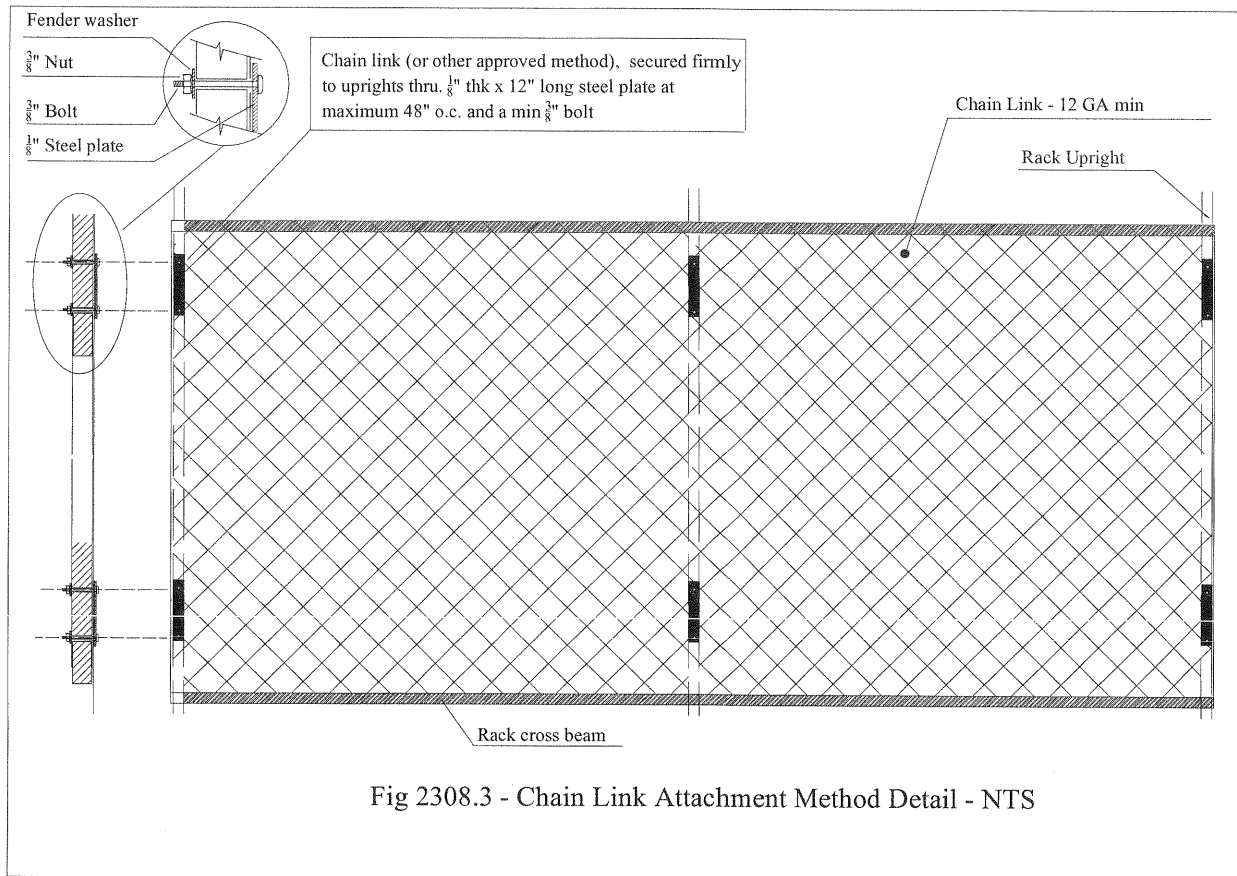 Fender washer
3/8" Nut
3/8" Bolt
1/8" Steel plate
Chain link (or other approved method), secured firmly
to uprights thru. 1/8" thk x 12" long steel plate at
maximum 48" o.c. and a min 3/8" bolt
Chain Link - 12 GA min
Rack Upright
Rack cross beam
Fig 2308.3 - Chain Link Attachment Method Detail - NTS